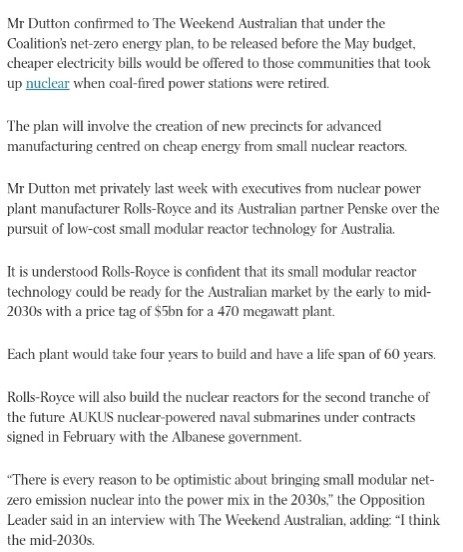 Mr Dutton confirmed to The Weekend Australian that under the
Coalition's net-zero energy plan, to be released before the May budget,
cheaper electricity bills would be offered to those communities that took
up nuclear when coal-fired power stations were retired.
The plan will involve the creation of new precincts for advanced
manufacturing centred on cheap energy from small nuclear reactors.
Mr Dutton met privately last week with executives from nuclear power
plant manufacturer Rolls-Royce and its Australian partner Penske over the
pursuit of low-cost small modular reactor technology for Australia.
It is understood Rolls-Royce is confident that its small modular reactor
technology could be ready for the Australian market by the early to mid-
2030s with a price tag of $5bn for a 470 megawatt plant.
Each plant would take four years to build and have a life span of 60 years.
Rolls-Royce will also build the nuclear reactors for the second tranche of
the future AUKUS nuclear-powered naval submarines under contracts
signed in February with the Albanese government.
“There is every reason to be optimistic about bringing small modular net-
zero emission nuclear into the power mix in the 2030s,” the Opposition
Leader said in an interview with The Weekend Australian, adding: “I think
the mid-2030s.